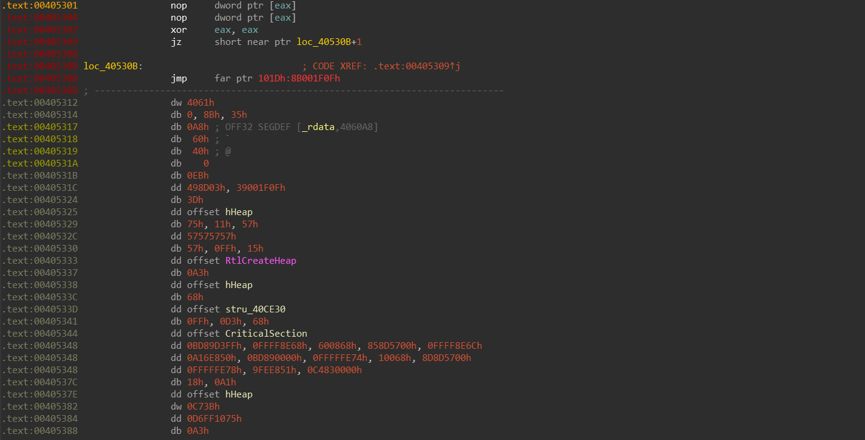 .text:00405301 nop dword ptr [eax]
.text:00405304 nop dword ptr [eax]
.text:00405307 xor eax, eax
.text:00405309 jz short near ptr loc_40530B+1
.text:0040530B
.text:0040530B loc_40530B: ; CODE XREF: .text:00405309↑j
.text:0040530B jmp far ptr 101Dh:8B001F0Fh
.text:0040530B ; ---------------------------------------------------------------------------
.text:00405312 dw 4061h
.text:00405314 db 0, 8Bh, 35h
.text:00405317 db 0A8h ; OFF32 SEGDEF [_rdata,4060A8]
.text:00405318 db 60h ; `
.text:00405319 db 40h ; @
.text:0040531A db 0
.text:0040531B db 0EBh
.text:0040531C dd 498D03h, 39001F0Fh
.text:00405324 db 3Dh
.text:00405325 dd offset hHeap
.text:00405329 db 75h, 11h, 57h
.text:0040532C dd 57575757h
.text:00405330 db 57h, 0FFh, 15h
.text:00405333 dd offset RtlCreateHeap
.text:00405337 db 0A3h
.text:00405338 dd offset hHeap
.text:0040533C db 68h
.text:0040533D dd offset stru_40CE30
.text:00405341 db 0FFh, 0D3h, 68h
.text:00405344 dd offset CriticalSection
.text:00405348 dd 0BD89D3FFh, 0FFFF8E68h, 600868h, 858D5700h, 0FFFF8E6Ch
.text:00405348 dd 0A16E850h, 0BD890000h, 0FFFFFE74h, 10068h, 8D8D5700h
.text:00405348 dd 0FFFFFE78h, 9FEE851h, 0C4830000h
.text:0040537C db 18h, 0A1h
.text:0040537E dd offset hHeap
.text:00405382 dw 0C73Bh
.text:00405384 dd 0D6FF1075h
.text:00405388 db 0A3h